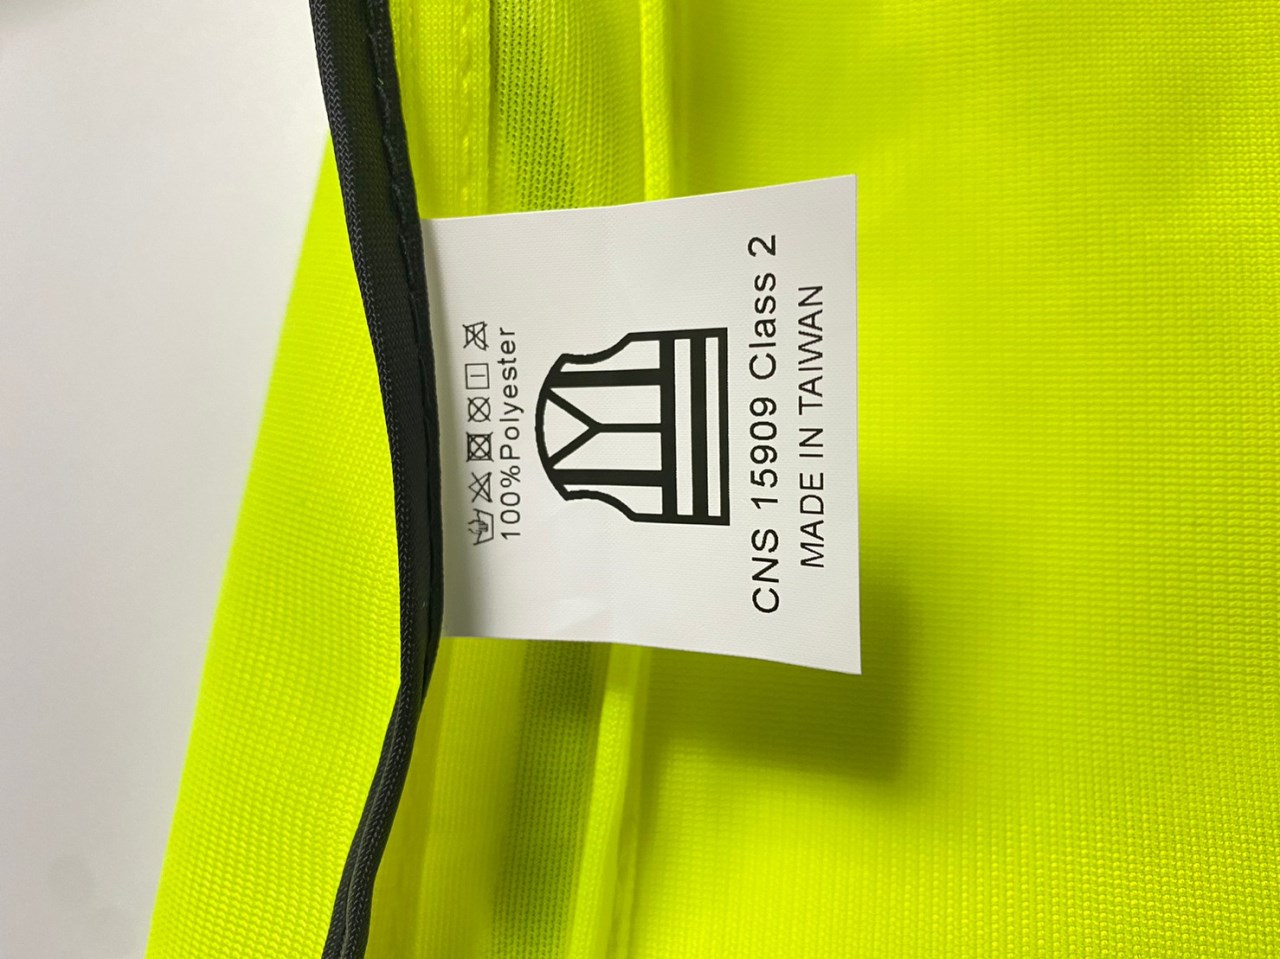 100%Polyester
CNS 15909 Class 2
MADE IN TAIWAN